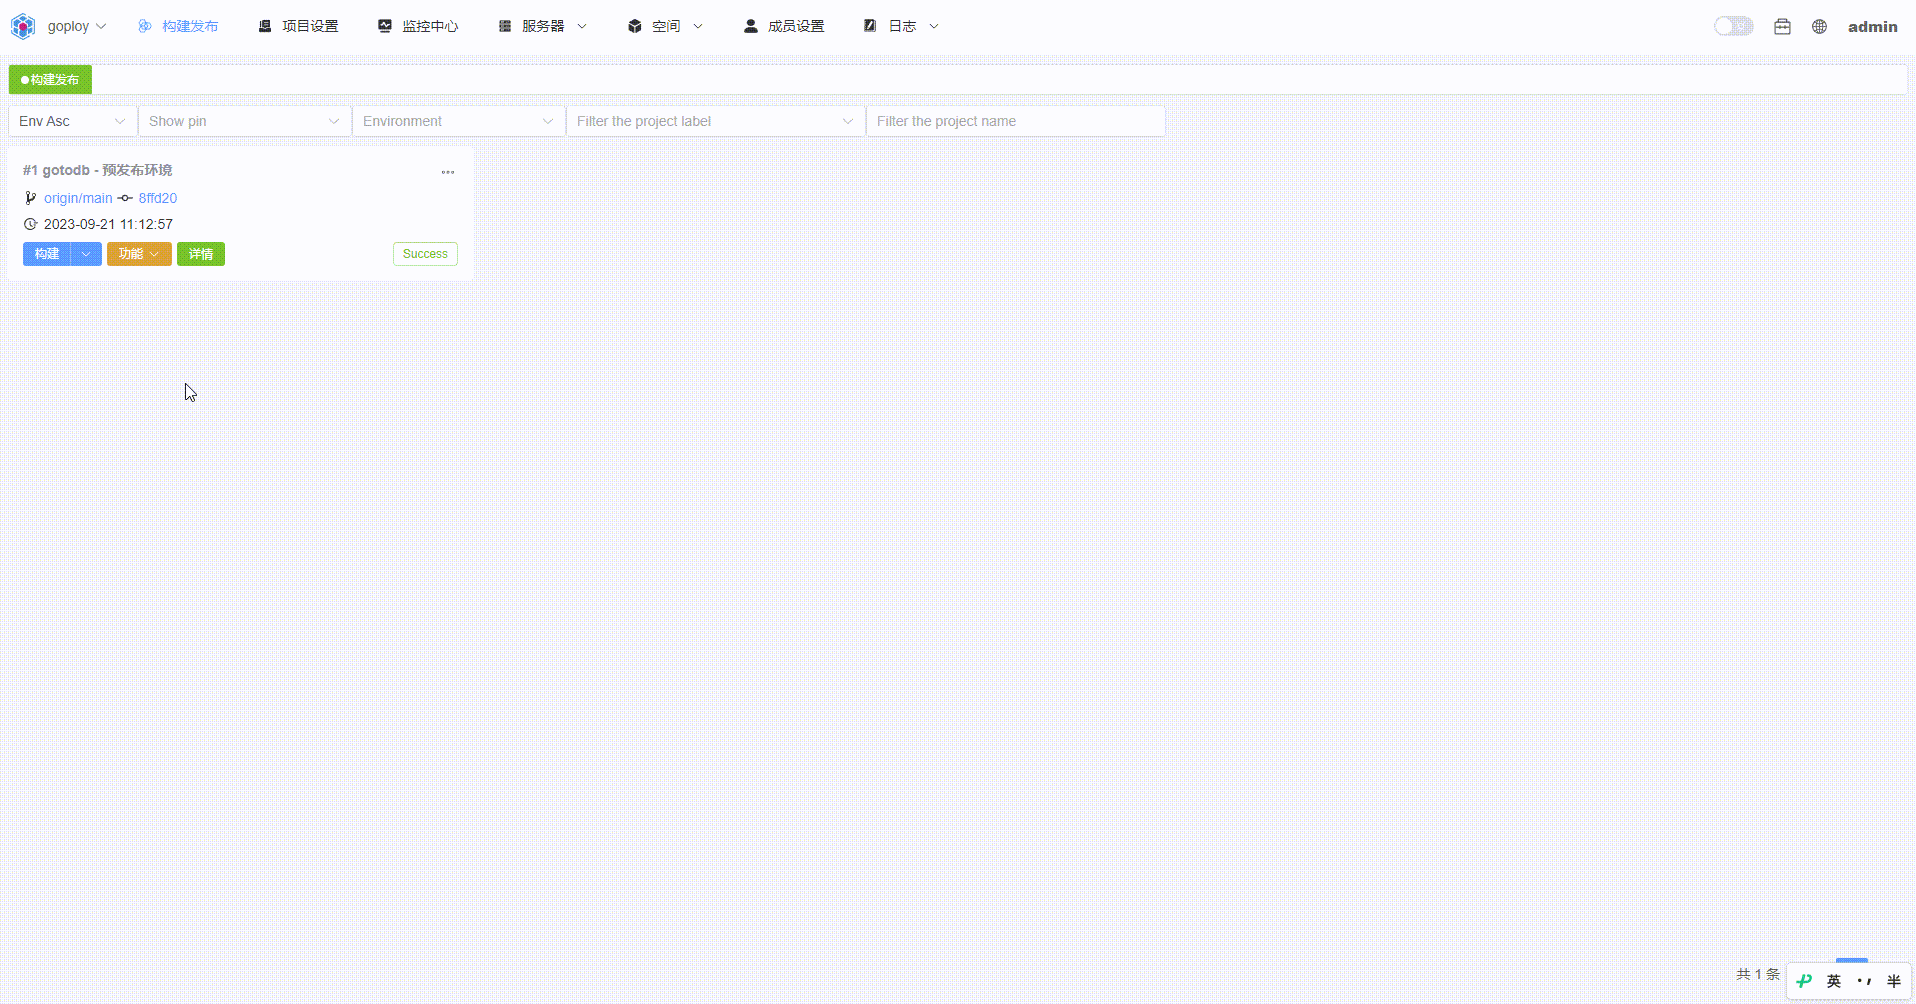 goploy 构建发布 项目设置 监控中心 服务器 空间 成员设置 日志 admin
构建发布
Env Asc Show pin Environment Filter the project label Filter the project name
#1 gotodb - 预发布环境
origin/main 8ffd20
2023-09-21 11:12:57
构建 功能 详情 Success
共 1 条
英 半